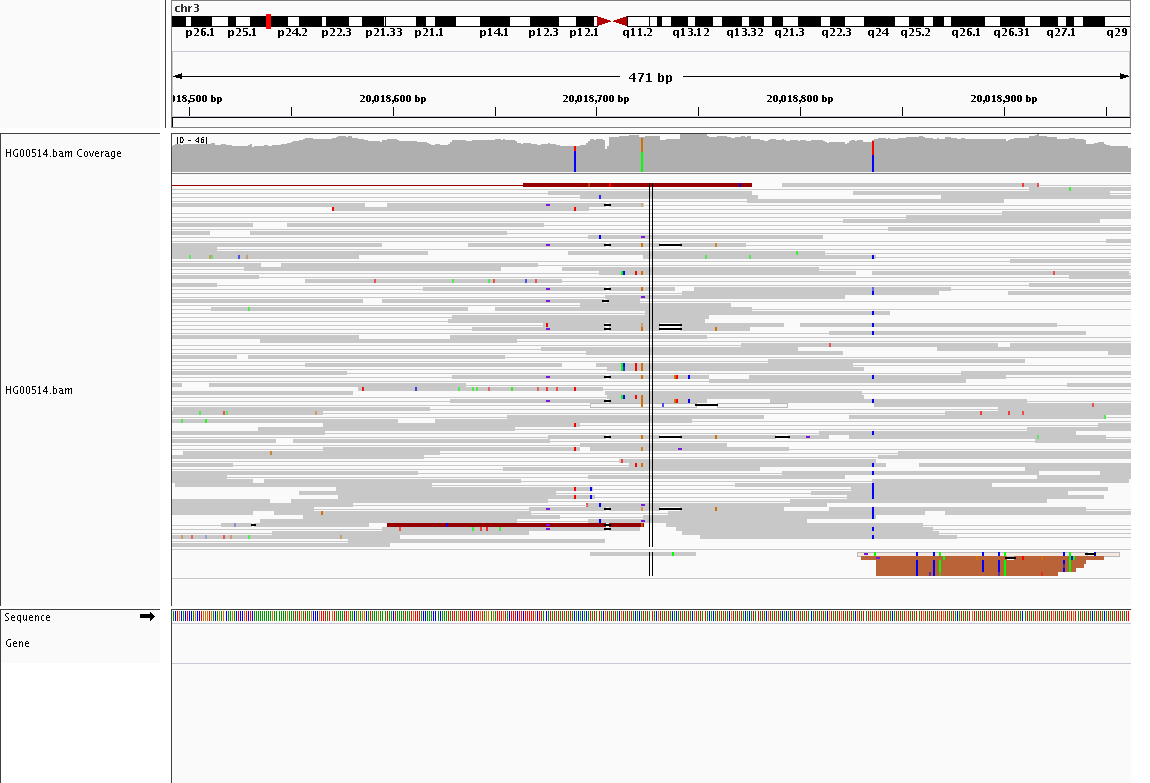 chr3
p26.1 p25.1 p24.2 p22.3 p21.33 p21.1 p14.1 p12.3 p12.1 q11.2 q13.12 q13.32 q21.3 q22.3 q24 q25.2 q26.1 q26.31 q27.1 q29
471 bp
18,500 bp 20,018,600 bp 20,018,700 bp 20,018,800 bp 20,018,900 bp
[0 - 46]
HG00514.bam Coverage
HG00514.bam
Sequence
Gene